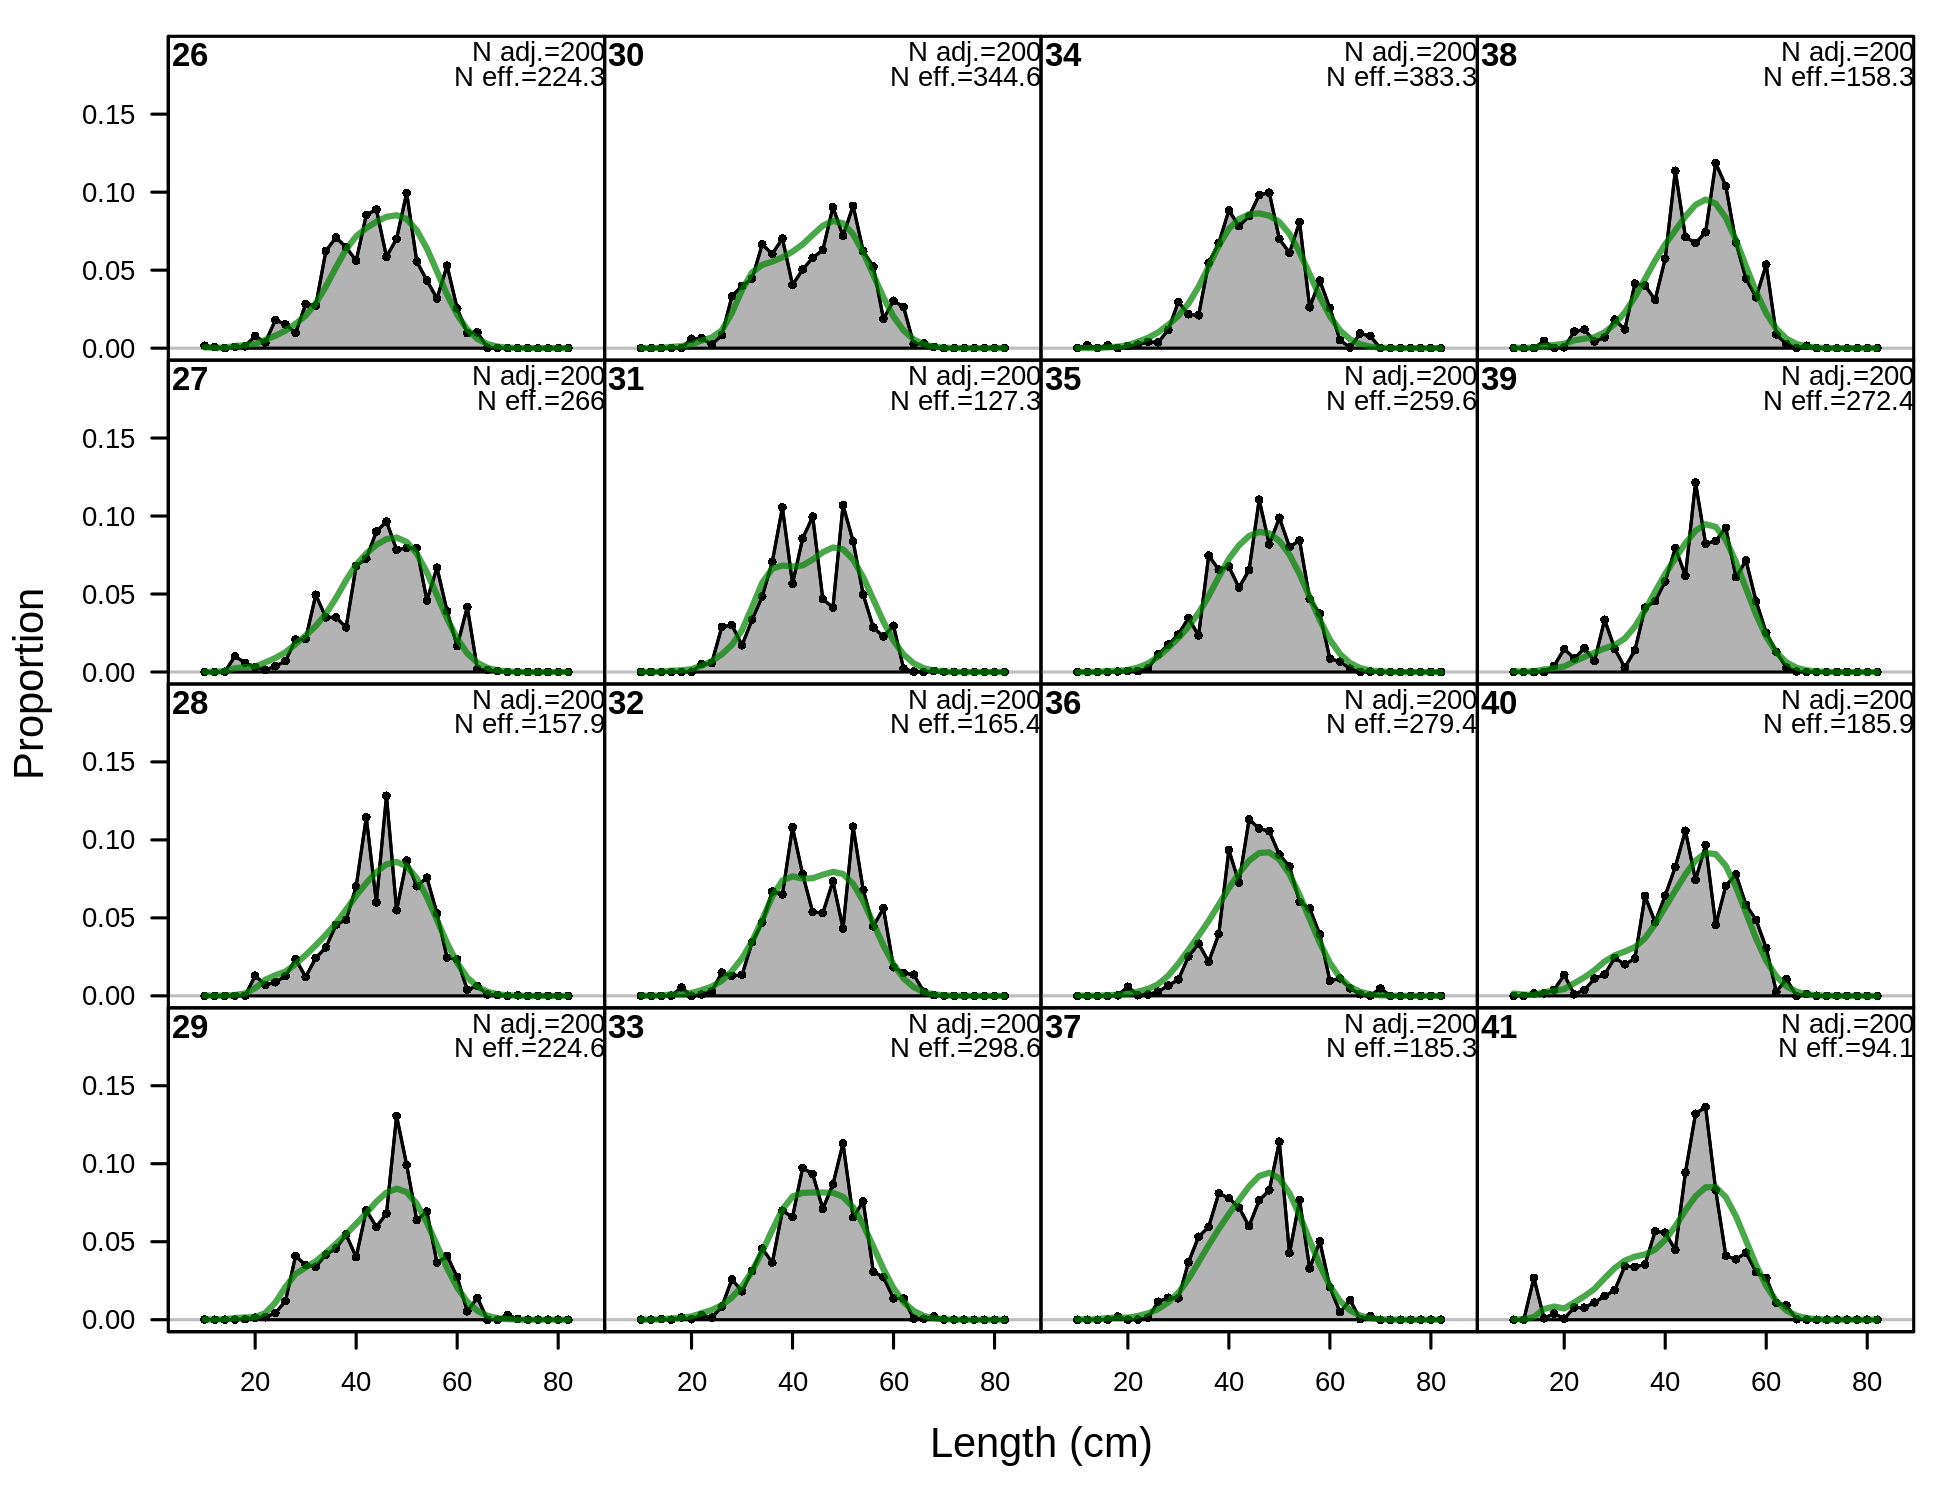 26
N adj.=200
N eff.=224.3
30
N adj.=200
N eff.=344.6
34
N adj.=200
N eff.=383.3
38
N adj.=200
N eff.=158.3
0.15
0.10
0.05
0.00
27
N adj.=200
N eff.=266
31
N adj.=200
N eff.=127.3
35
N adj.=200
N eff.=259.6
39
N adj.=200
N eff.=272.4
0.15
0.10
0.05
0.00
28
N adj.=200
N eff.=157.9
32
N adj.=200
N eff.=165.4
36
N adj.=200
N eff.=279.4
40
N adj.=200
N eff.=185.9
0.15
0.10
0.05
0.00
29
N adj.=200
N eff.=224.6
33
N adj.=200
N eff.=298.6
37
N adj.=200
N eff.=185.3
41
N adj.=200
N eff.=94.1
0.15
0.10
0.05
0.00
20 40 60 80 20 40 60 80 20 40 60 80 20 40 60 80
Length (cm)
Proportion